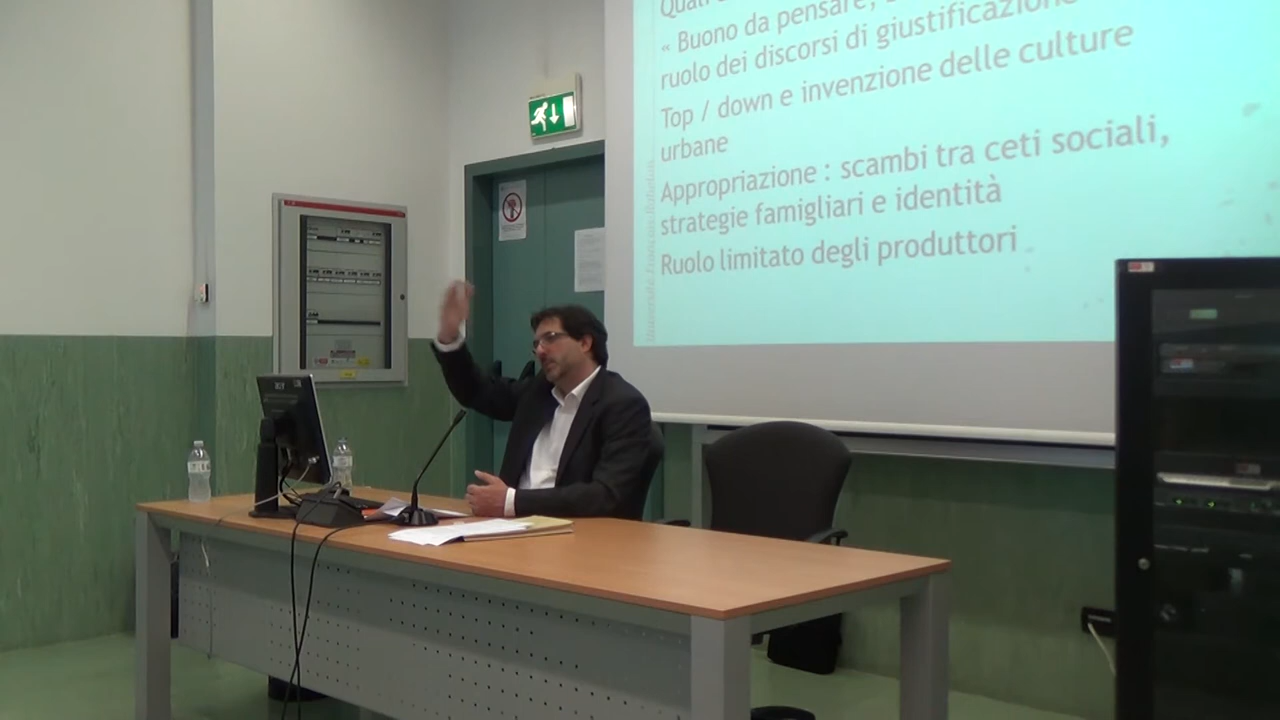 Quali
« Buono da pensare,
ruolo dei discorsi di giustificazione
Top / down e invenzione delle culture
urbane
Appropriazione : scambi tra ceti sociali,
strategie famigliari e identità
Ruolo limitato degli produttori